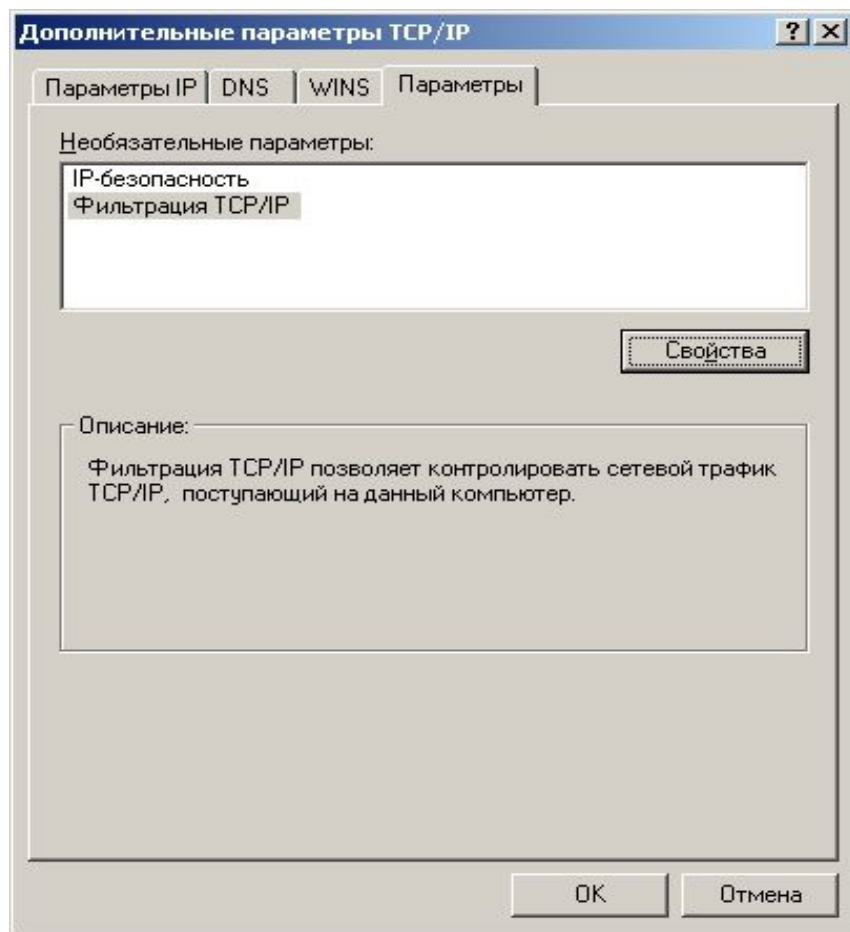 Дополнительные параметры TCP/IP
Параметры IP DNS WINS Параметры
Необязательные параметры:
IP-безопасность
Фильтрация TCP/IP
Свойства
Описание:
Фильтрация TCP/IP позволяет контролировать сетевой трафик
TCP/IP, поступающий на данный компьютер.
OK Отмена